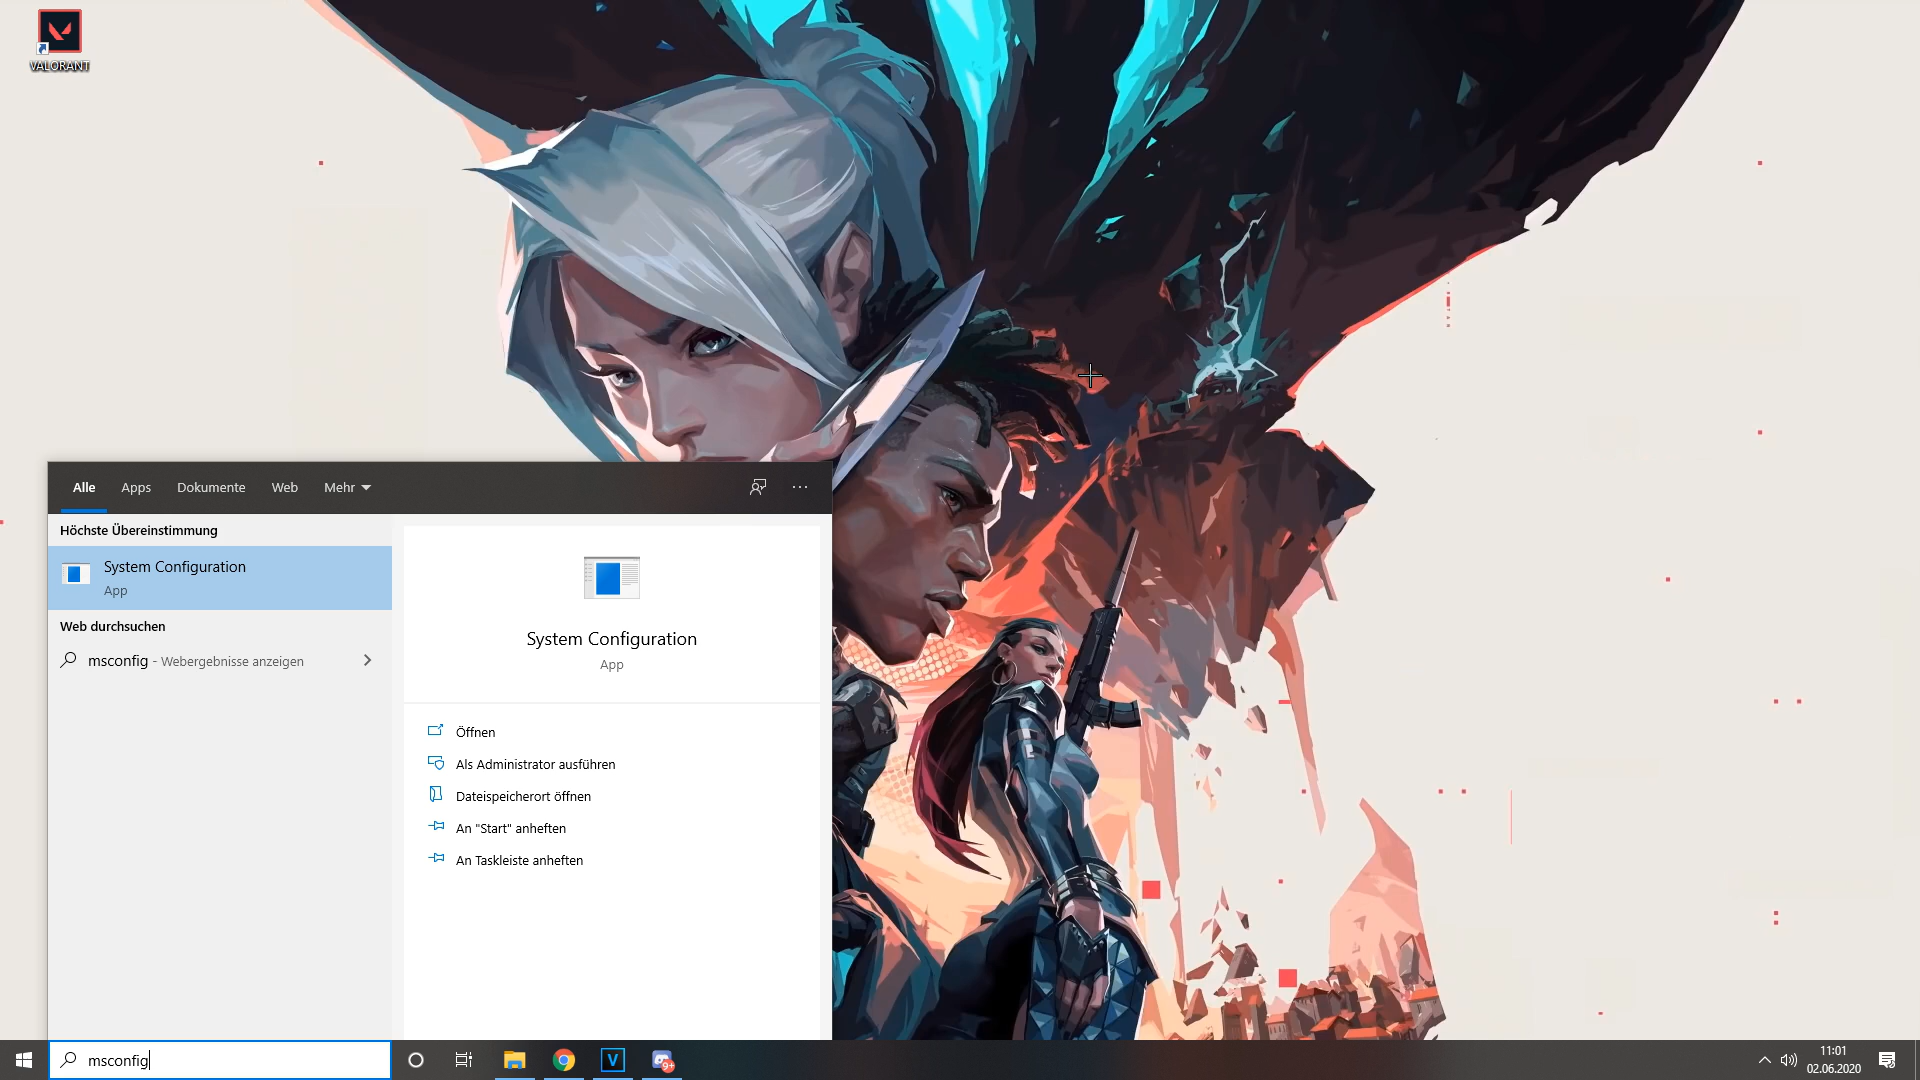 VALORANT
Alle Apps Dokumente Web Mehr
Höchste Übereinstimmung
System Configuration
App
Web durchsuchen
msconfig - Webergebnisse anzeigen
System Configuration
App
Öffnen
Als Administrator ausführen
Dateispeicherort öffnen
An "Start" anheften
An Taskleiste anheften
msconfig
V
9+
11:01
02.06.2020